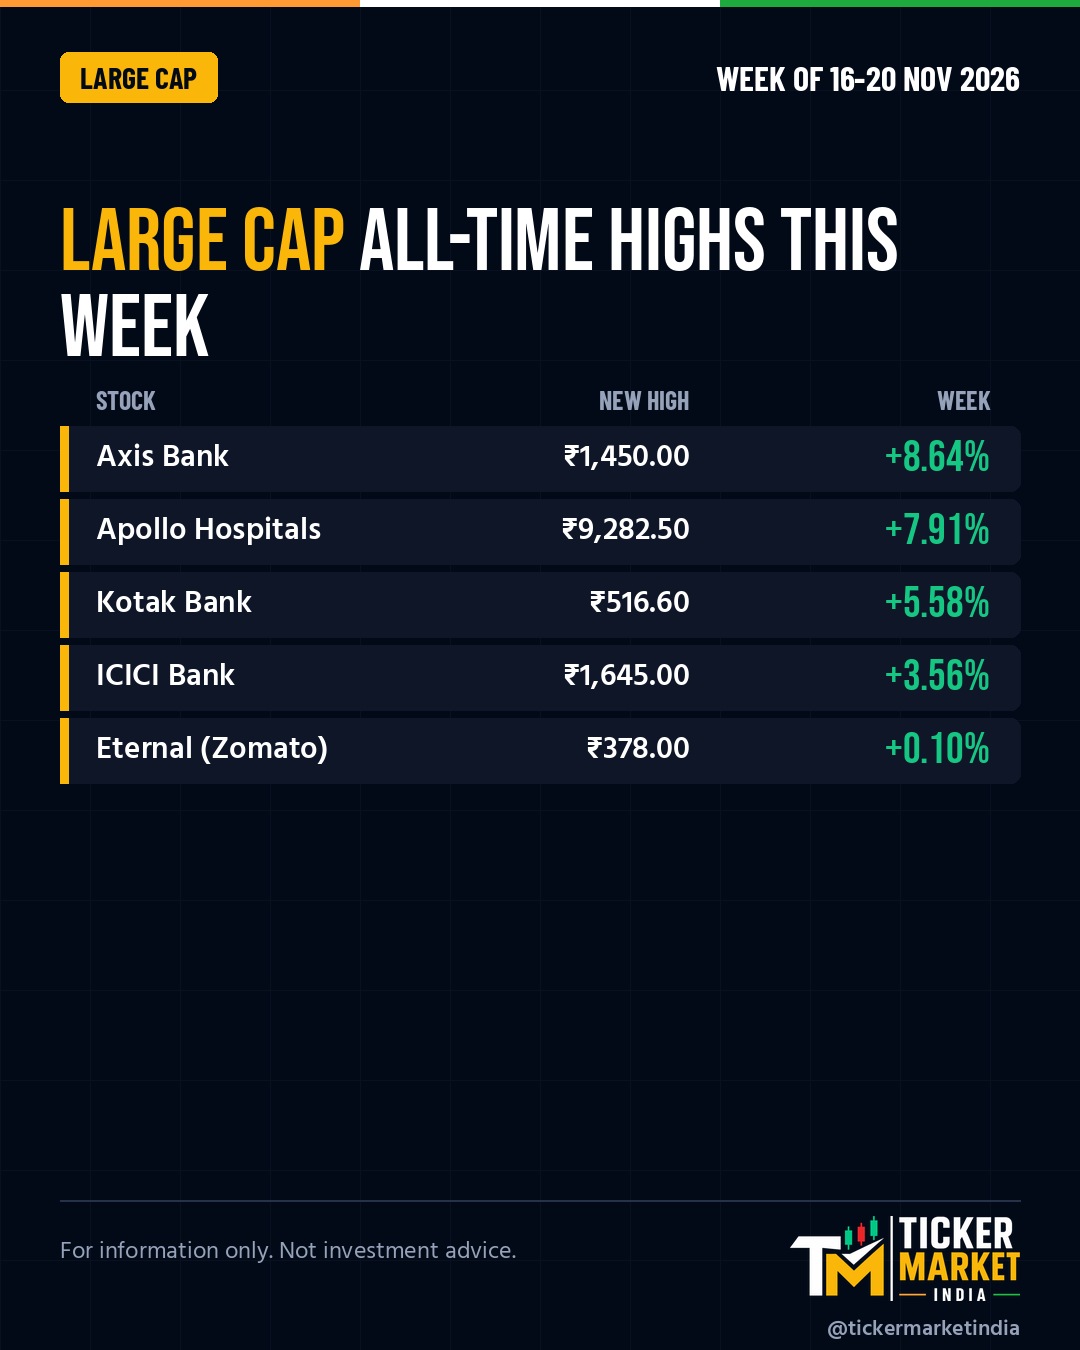 LARGE CAP
WEEK OF 16-20 NOV 2026
LARGE CAP ALL-TIME HIGHS THIS
WEEK
STOCK NEW HIGH WEEK
Axis Bank ₹1,450.00 +8.64%
Apollo Hospitals ₹9,282.50 +7.91%
Kotak Bank ₹516.60 +5.58%
ICICI Bank ₹1,645.00 +3.56%
Eternal (Zomato) ₹378.00 +0.10%
For information only. Not investment advice.
TM
TICKER
MARKET
INDIA
@tickermarketindia